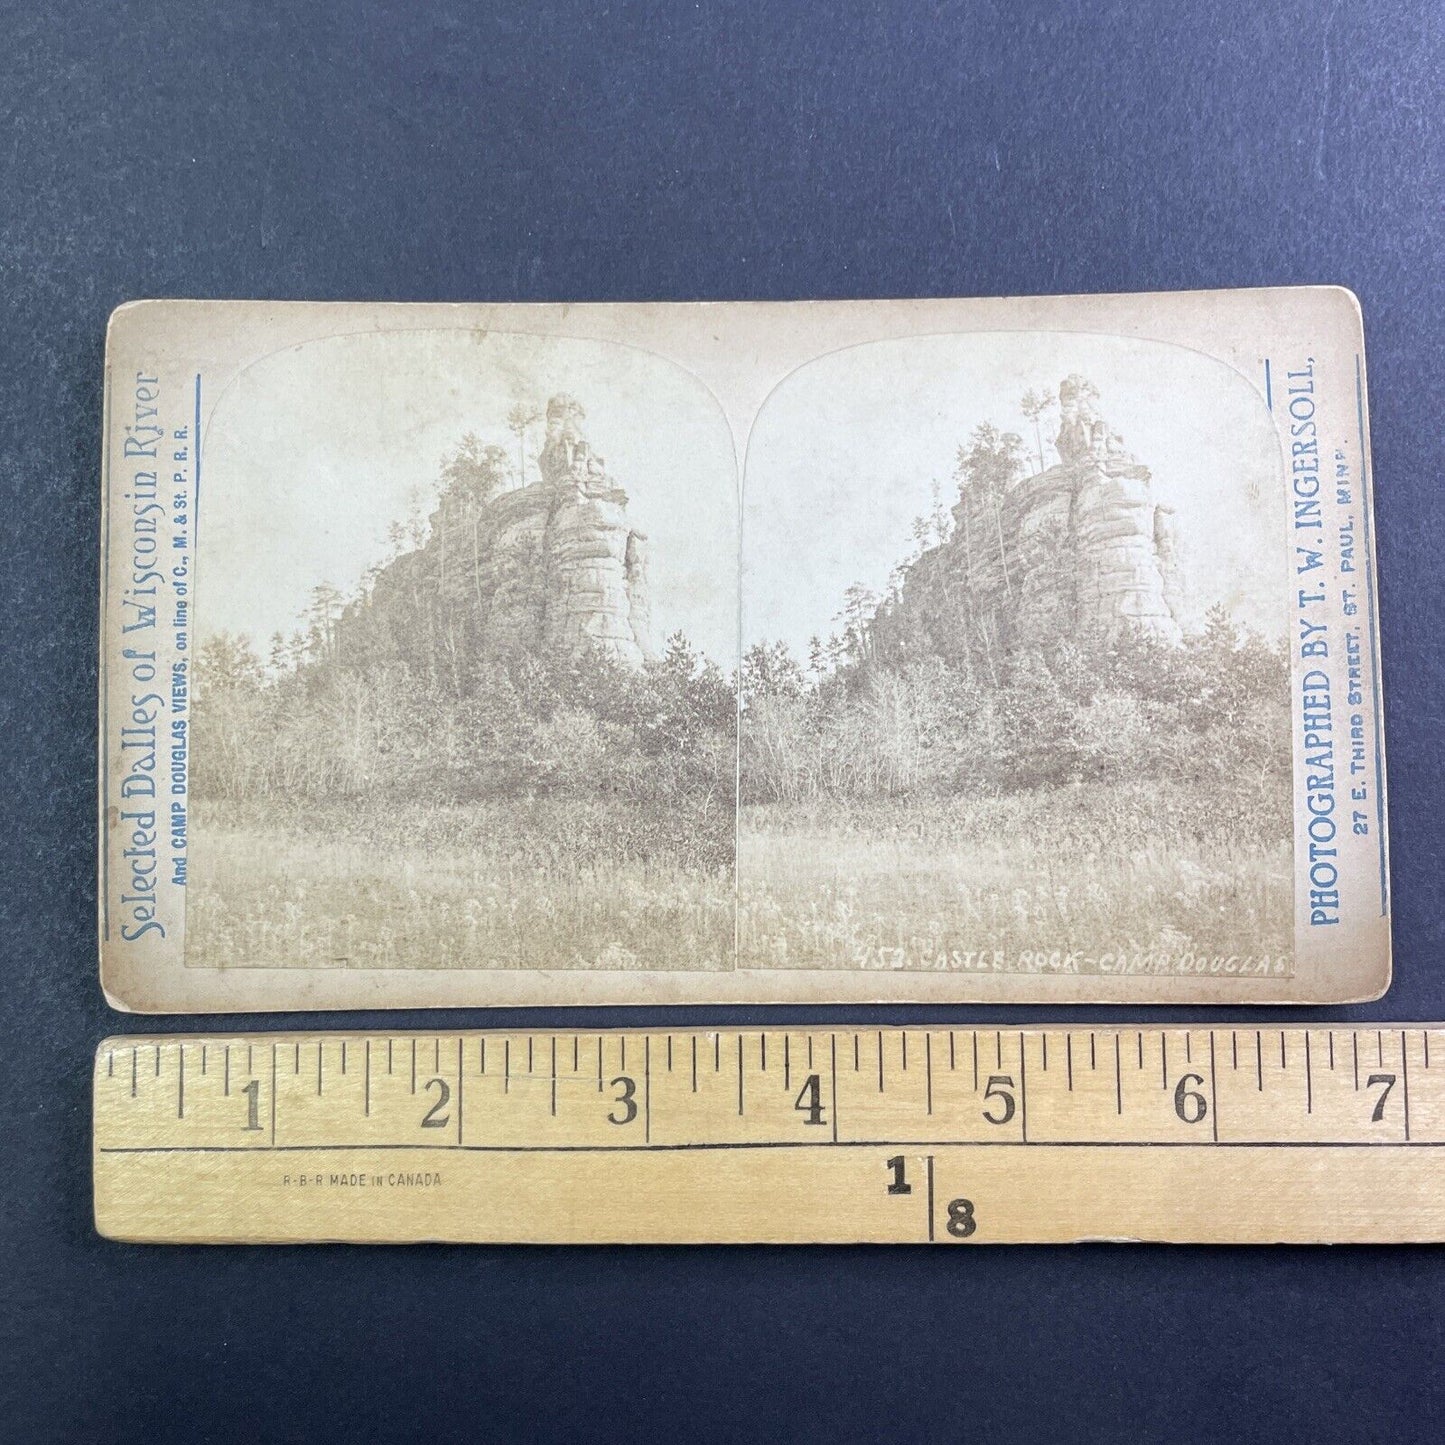 Selected Dalles of Wisconsin River
And CAMP DOUGLAS VIEWS, on line of C., M. & St. P. R. R.
PHOTOGRAPHED BY T. W. INGERSOLL,
27 E. THIRD STREET, ST. PAUL, MINN.
453. CASTLE ROCK-CAMP DOUGLAS
1 2 3 4 5 6 7
R-B-R MADE IN CANADA
1 8